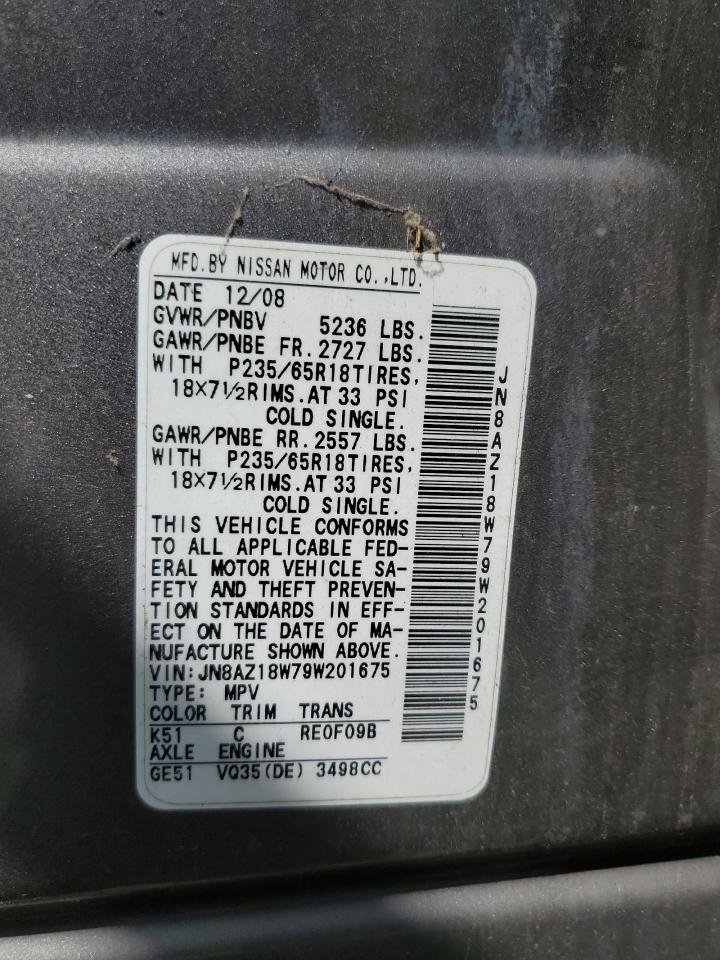 MFD.BY NISSAN MOTOR CO.,LTD.
DATE 12/08
GVWR/PNBV 5236 LBS.
GAWR/PNBE FR.2727 LBS.
WITH P235/65R18TIRES,
18X7½RIMS.AT 33 PSI
COLD SINGLE.
GAWR/PNBE RR.2557 LBS.
WITH P235/65R18TIRES,
18X7½RIMS.AT 33 PSI
COLD SINGLE.
THIS VEHICLE CONFORMS
TO ALL APPLICABLE FED-
ERAL MOTOR VEHICLE SA-
FETY AND THEFT PREVEN-
TION STANDARDS IN EFF-
ECT ON THE DATE OF MA-
NUFACTURE SHOWN ABOVE.
VIN:JN8AZ18W79W201675
TYPE: MPV
COLOR TRIM TRANS
K51 C RE0F09B
AXLE ENGINE
GE51 VQ35(DE) 3498CC
JN8AZ18W79W201675